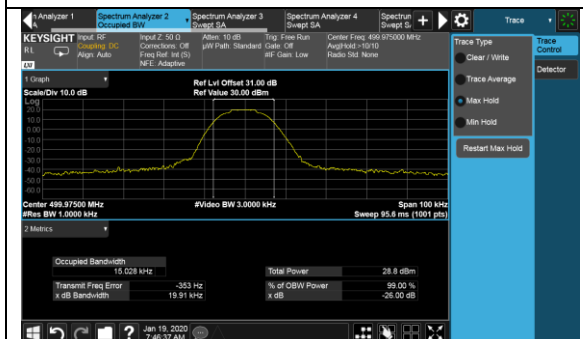 n Analyzer 1
Spectrum Analyzer 2
Occupied BW
Spectrum Analyzer 3
Swept SA
Spectrum Analyzer 4
Swept SA
Spectrun
Swept S
Trace
KEYSIGHT
RL
Input: RF
Coupling: DC
Align: Auto
Input Z: 50 Ω
Corrections: Off
Freq Ref: Int (S)
NFE: Adaptive
Atten: 10 dB
µW Path: Standard
Trig: Free Run
Gate: Off
#IF Gain: Low
Center Freq: 499.975000 MHz
Avg|Hold:>10/10
Radio Std: None
Trace Type
Clear / Write
Trace Average
Max Hold
Min Hold
Restart Max Hold
Trace
Control
Detector
1 Graph
Scale/Div 10.0 dB
Ref Lvl Offset 31.00 dB
Ref Value 30.00 dBm
Log
20.0
10.0
0.00
-10.0
-20.0
-30.0
-40.0
-50.0
-60.0
Center 499.97500 MHz
#Res BW 1.0000 kHz
#Video BW 3.0000 kHz
Span 100 kHz
Sweep 95.6 ms (1001 pts)
2 Metrics
Occupied Bandwidth
15.028 kHz
Transmit Freq Error -353 Hz
x dB Bandwidth 19.91 kHz
Total Power 28.8 dBm
% of OBW Power 99.00 %
x dB -26.00 dB
?
Jan 19, 2020
7:46:37 AM